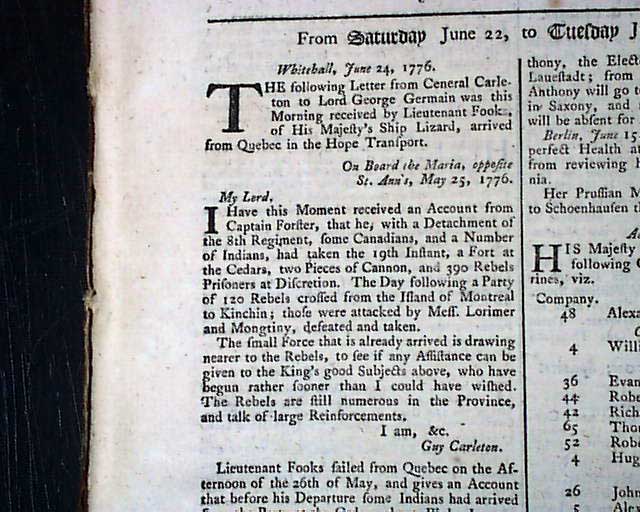 From Saturday June 22, to Tuesday J
Whitehall, June 24, 1776.
THE following Letter from Ceneral Carle-
ton to Lord George Germain was this
Morning received by Lieutenant Fooks,
of His Majesty's Ship Lizard, arrived
from Quebec in the Hope Transport.
On Board the Maria, opposite
St. Ann's, May 25, 1776.
My Lord,
I Have this Moment received an Account from
Captain Forster, that he, with a Detachment of
the 8th Regiment, some Canadians, and a Number
of Indians, had taken the 19th Instant, a Fort at
the Cedars, two Pieces of Cannon, and 390 Rebels
Prisoners at Discretion. The Day following a Party
of 120 Rebels crossed from the Island of Montreal
to Kinchin; those were attacked by Mess. Lorimer
and Mongtiny, defeated and taken.
The small Force that is already arrived is drawing
nearer to the Rebels, to see if any Assistance can be
given to the King's good Subjects above, who have
begun rather sooner than I could have wished.
The Rebels are still numerous in the Province,
and talk of large Reinforcements.
I am, &c.
Guy Carleton.
Lieutenant Fooks sailed from Quebec on the Af-
ternoon of the 26th of May, and gives an Account
that before his Departure some Indians had arrived
thony, the Elect
Lauestadt; from
Anthony will go t
in Saxony, and
will be absent for
Berlin, June 15.
perfect Health at
from reviewing h
nia.
Her Prussian M
to Schoenhausen th
HIS Majesty
following C
rines, viz.
Company.
48 Alexa
4 Willi
36 Evan
44 Robe
42 Rich
65 Thom
52 Robe
4 Hug
26 John
5 Alex